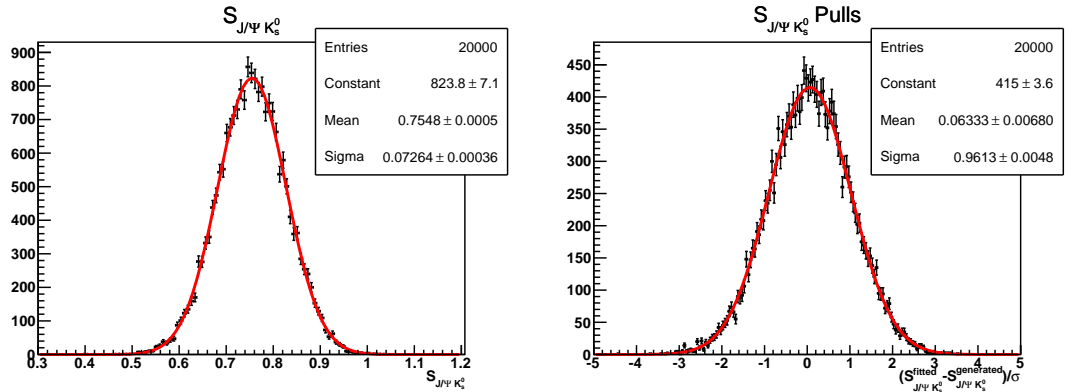 S_{J/Ψ K_s^0}
Entries 20000
Constant 823.8 ± 7.1
Mean 0.7548 ± 0.0005
Sigma 0.07264 ± 0.00036
900
800
700
600
500
400
300
200
100
0
0.3 0.4 0.5 0.6 0.7 0.8 0.9 1 1.1 1.2
S_{J/Ψ K_s^0}
S_{J/Ψ K_s^0} Pulls
Entries 20000
Constant 415 ± 3.6
Mean 0.06333 ± 0.00680
Sigma 0.9613 ± 0.0048
450
400
350
300
250
200
150
100
50
0
-5 -4 -3 -2 -1 0 1 2 3 4 5
(S_{J/Ψ K_s^0}^{fitted}-S_{J/Ψ K_s^0}^{generated})/σ